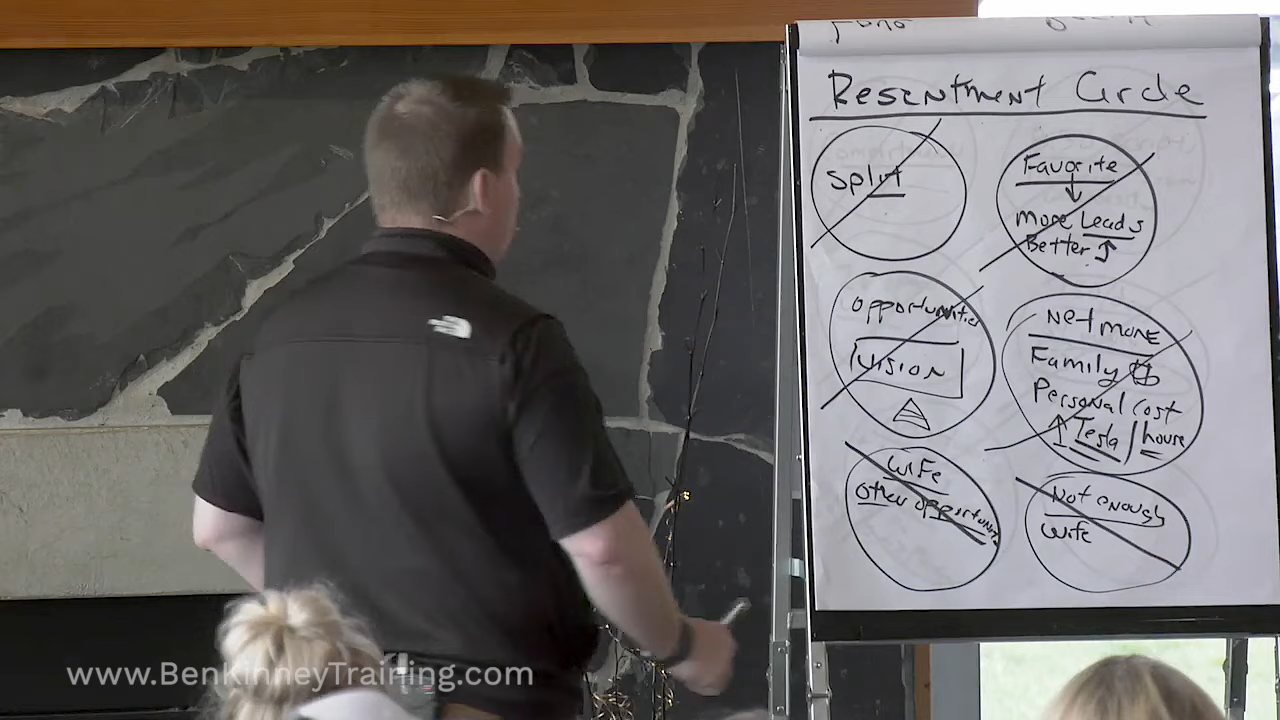 Resentment Circle
Split
Favorite
more Leads
Better
opportunities
Vision
Net more
Family
Personal cost
Tesla / house
wife
other opportunities
Not enough
wife
www.BenKinneyTraining.com